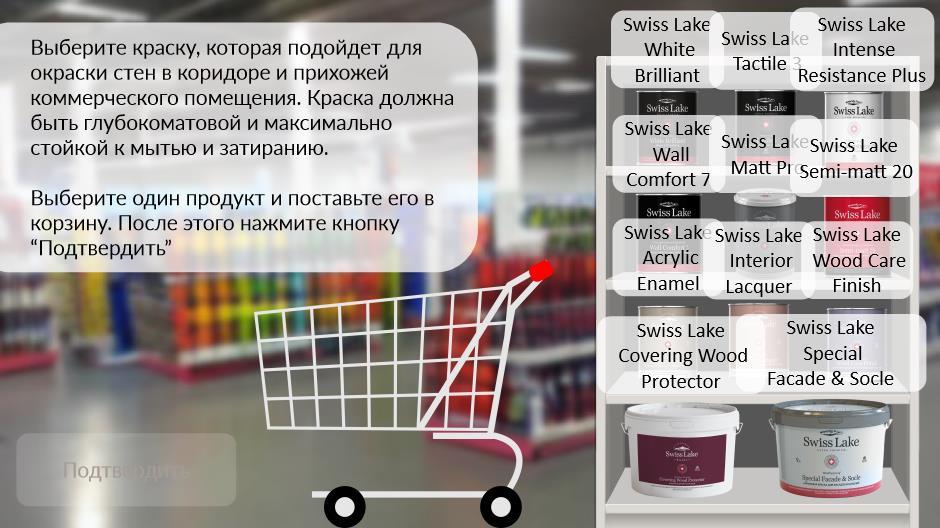 Выберите краску, которая подойдет для
окраски стен в коридоре и прихожей
коммерческого помещения. Краска должна
быть глубокоматовой и максимально
стойкой к мытью и затиранию.
Выберите один продукт и поставьте его в
корзину. После этого нажмите кнопку
“Подтвердить”
Подтвердить
Swiss Lake
White
Brilliant
Swiss Lake
Tactile 3
Swiss Lake
Intense
Resistance Plus
Swiss Lake
Swiss Lake
Swiss Lake
Swiss Lake
Wall
Comfort 7
Swiss Lake
Matt Pro
Swiss Lake
Semi-matt 20
Swiss Lake
Swiss Lake
Swiss Lake
Acrylic
Enamel
Swiss Lake
Interior
Lacquer
Swiss Lake
Wood Care
Finish
Swiss Lake
Covering Wood
Protector
Swiss Lake
Special
Facade & Socle
Swiss Lake
Covering Wood Protector
Swiss Lake
Special Facade & Socle